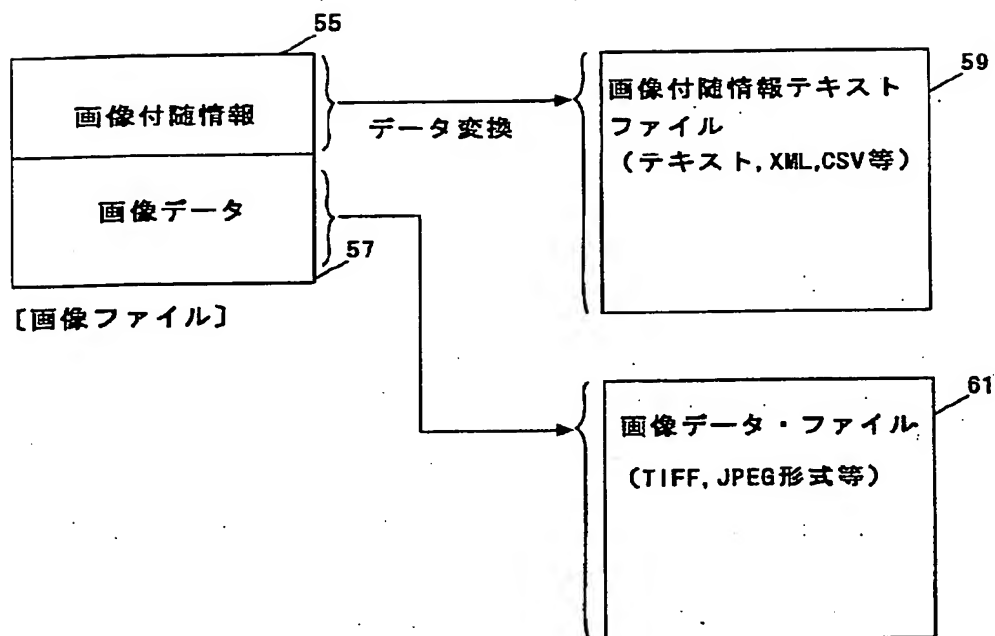 55
画像付随情報
画像データ
57
[画像ファイル]
データ変換
59
画像付随情報テキスト
ファイル
(テキスト,XML,CSV等)
61
画像データ・ファイル
(TIFF,JPEG形式等)